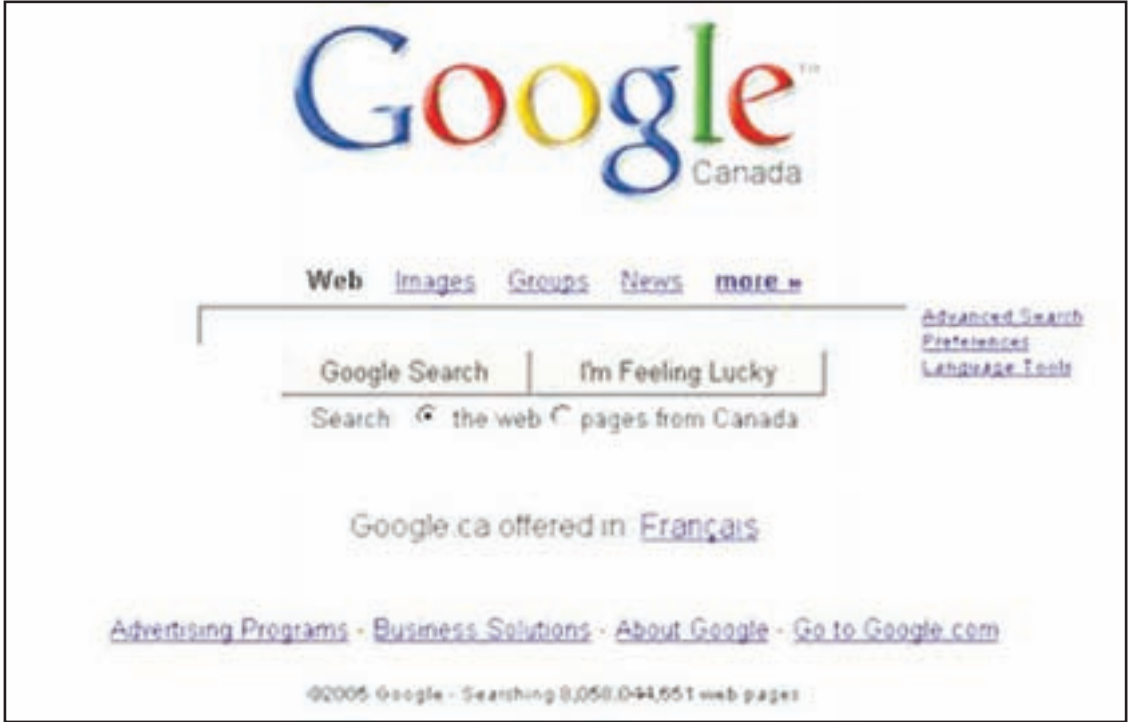 Google™
Canada
Web Images Groups News more »
Advanced Search
Preferences
Language Tools
Google Search I'm Feeling Lucky
Search the web pages from Canada
Google.ca offered in Français
Advertising Programs - Business Solutions - About Google - Go to Google.com
©2005 Google - Searching 8,058,044,651 web pages